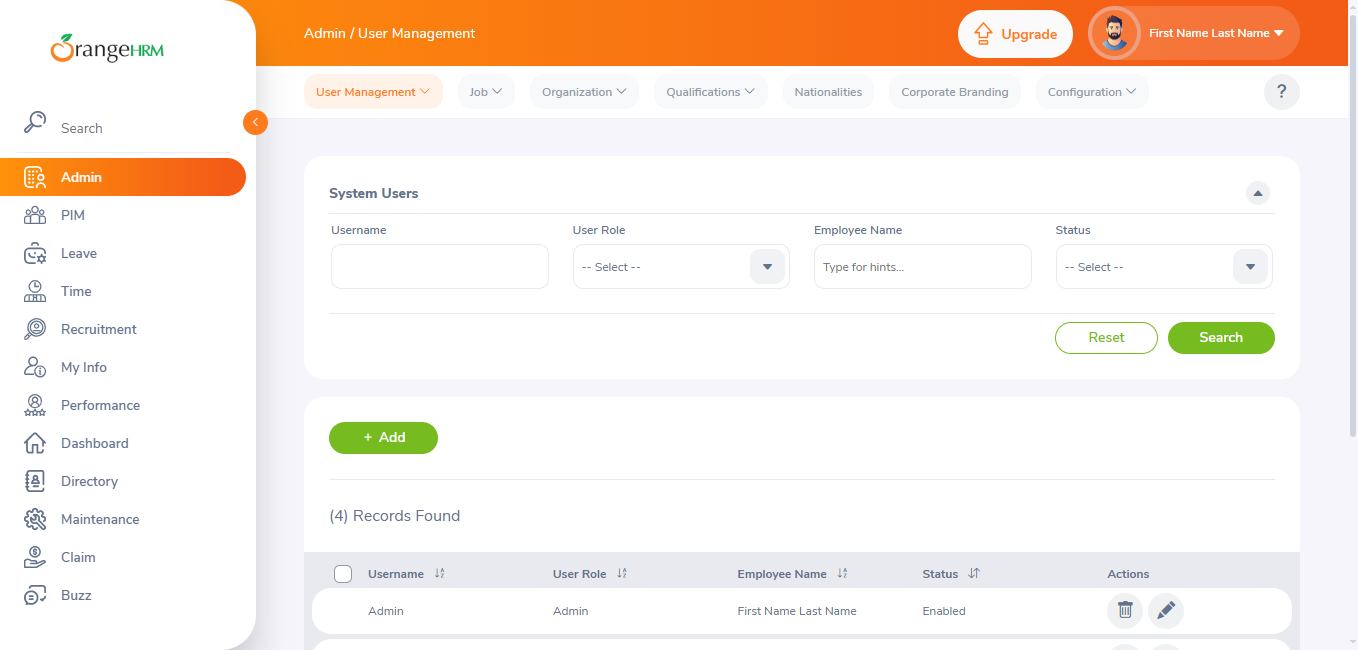 OrangeHRM
Admin / User Management
Upgrade
First Name Last Name
User Management
Job
Organization
Qualifications
Nationalities
Corporate Branding
Configuration
?
Search
Admin
PIM
Leave
Time
Recruitment
My Info
Performance
Dashboard
Directory
Maintenance
Claim
Buzz
System Users
Username
User Role
Employee Name
Status
-- Select --
Type for hints...
-- Select --
Reset
Search
+ Add
(4) Records Found
Username
User Role
Employee Name
Status
Actions
Admin
Admin
First Name Last Name
Enabled